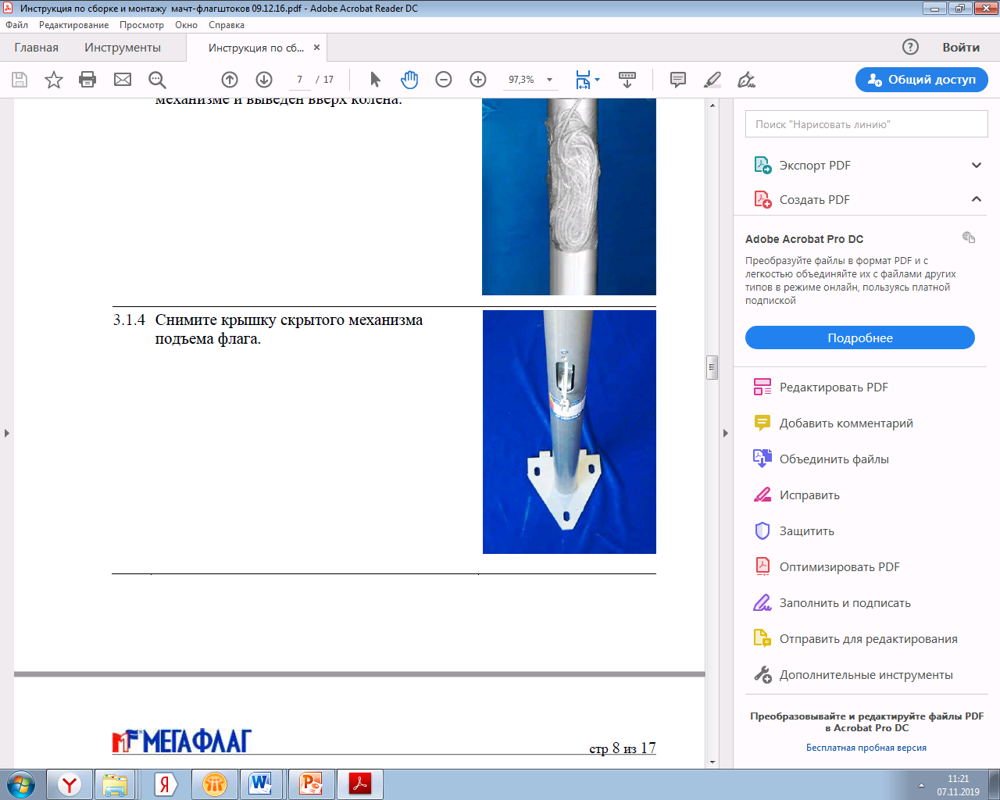 Инструкция по сборке и монтажу мачт-флагштоков 09.12.16.pdf - Adobe Acrobat Reader DC
Файл Редактирование Просмотр Окно Справка
Главная Инструменты Инструкция по сб... × Войти
7 / 17 97,3% Общий доступ
механизме и выведен вверх колена.
3.1.4 Снимите крышку скрытого механизма
подъема флага.
МЕГАФЛАГ
стр 8 из 17
Поиск "Нарисовать линию"
Экспорт PDF
Создать PDF
Adobe Acrobat Pro DC
Преобразуйте файлы в формат PDF и с
легкостью объединяйте их с файлами других
типов в режиме онлайн, пользуясь платной
подпиской
Подробнее
Редактировать PDF
Добавить комментарий
Объединить файлы
Исправить
Защитить
Оптимизировать PDF
Заполнить и подписать
Отправить для редактирования
Дополнительные инструменты
Преобразовывайте и редактируйте файлы PDF
в Acrobat Pro DC
Бесплатная пробная версия
11:21
07.11.2019